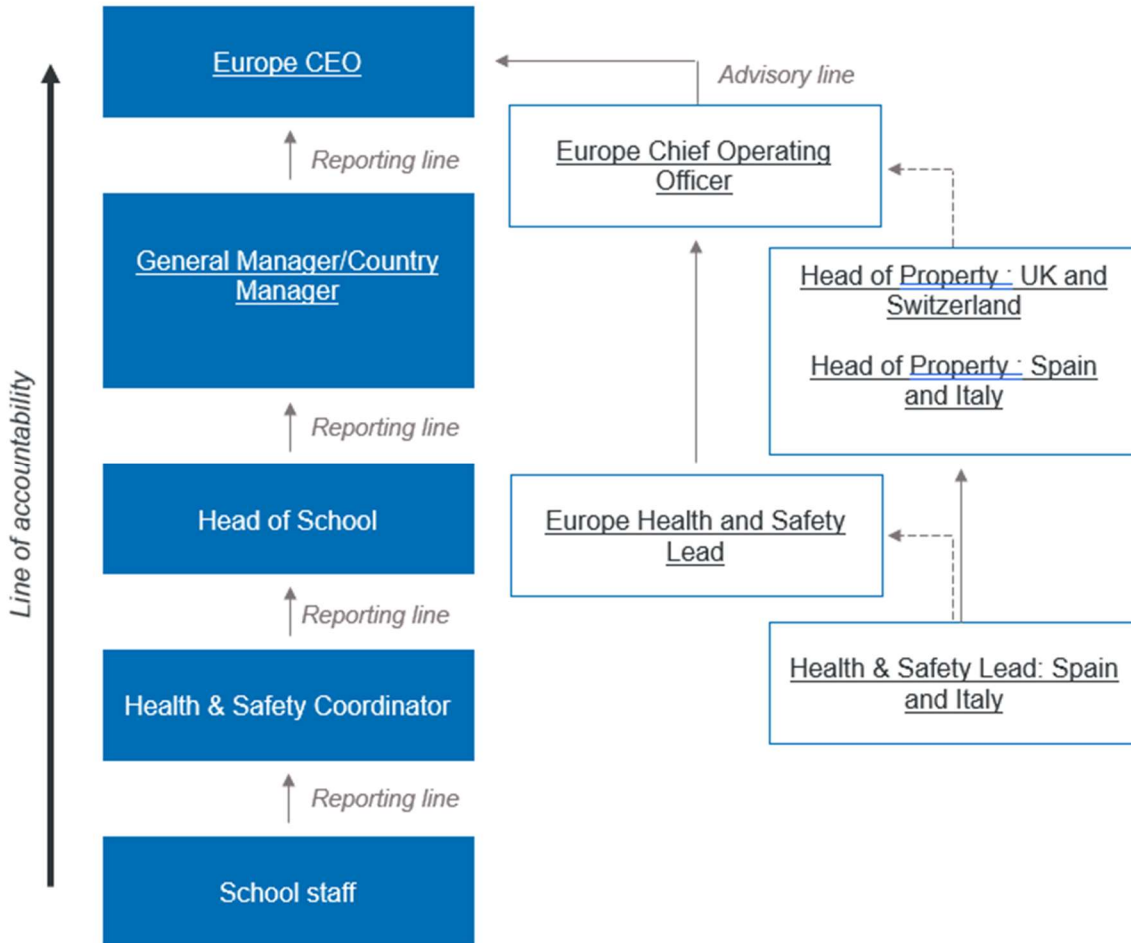 Europe CEO
Advisory line
Europe Chief Operating
Officer
Reporting line
General Manager/Country
Manager
Head of Property : UK and
Switzerland
Head of Property : Spain
and Italy
Line of accountability
Reporting line
Head of School
Europe Health and Safety
Lead
Reporting line
Health & Safety Coordinator
Health & Safety Lead: Spain
and Italy
Reporting line
School staff